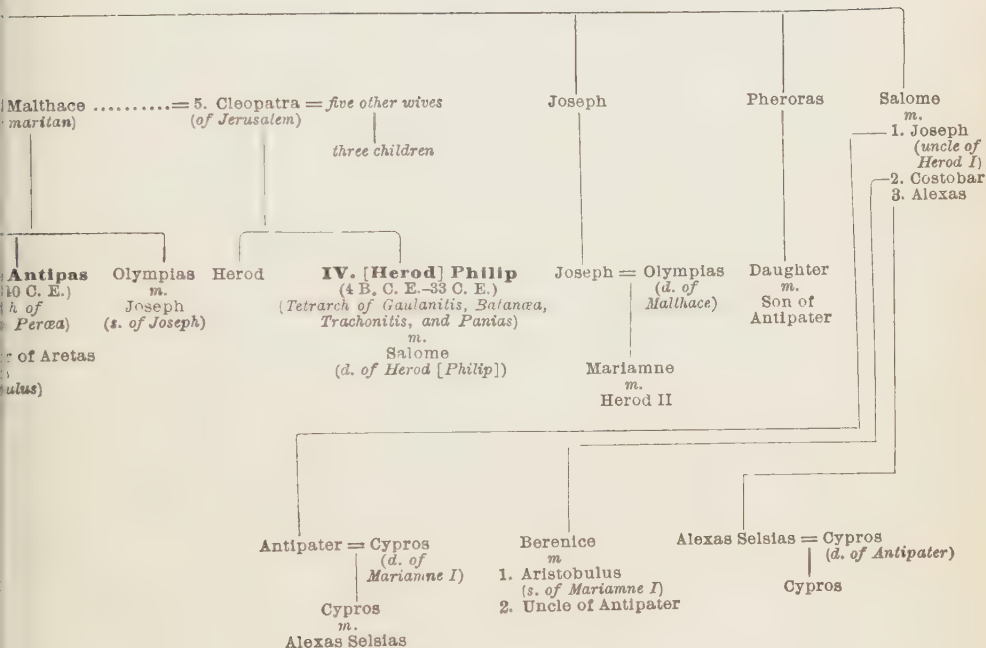 Malthace ..........= 5. Cleopatra = five other wives
maritan)
(of Jerusalem)
three children
Joseph
Pheroras
Salome
m.
1. Joseph
(uncle of
Herod I)
2. Costobar
3. Alexas
Antipas
40 C. E.)
h of
Peræa)
r of Aretas
ulus)
Olympias
m.
Joseph
(s. of Joseph)
Herod
IV. [Herod] Philip
(4 B. C. E.-33 C. E.)
(Tetrarch of Gaulanitis, Batanæa,
Trachonitis, and Panias)
m.
Salome
(d. of Herod [Philip])
Joseph = Olympias
(d. of
Malthace)
Mariamne
m.
Herod II
Daughter
m.
Son of
Antipater
Antipater = Cypros
(d. of
Mariamne I)
Cypros
m.
Alexas Selsias
Berenice
m
1. Aristobulus
(s. of Mariamne I)
2. Uncle of Antipater
Alexas Selsias = Cypros
(d. of Antipater)
Cypros